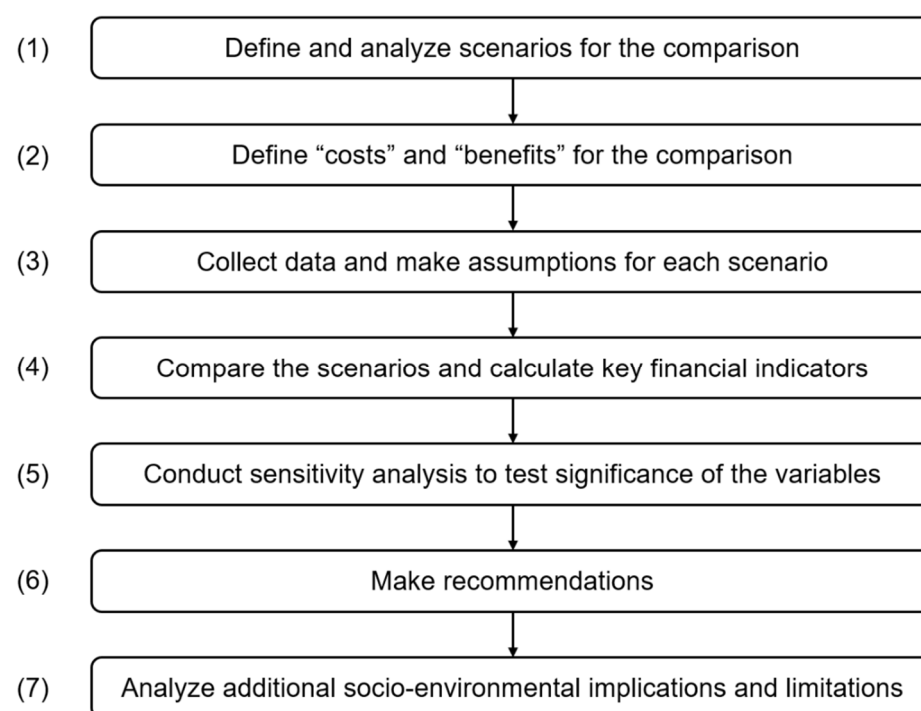 (1) Define and analyze scenarios for the comparison
(2) Define “costs” and “benefits” for the comparison
(3) Collect data and make assumptions for each scenario
(4) Compare the scenarios and calculate key financial indicators
(5) Conduct sensitivity analysis to test significance of the variables
(6) Make recommendations
(7) Analyze additional socio-environmental implications and limitations